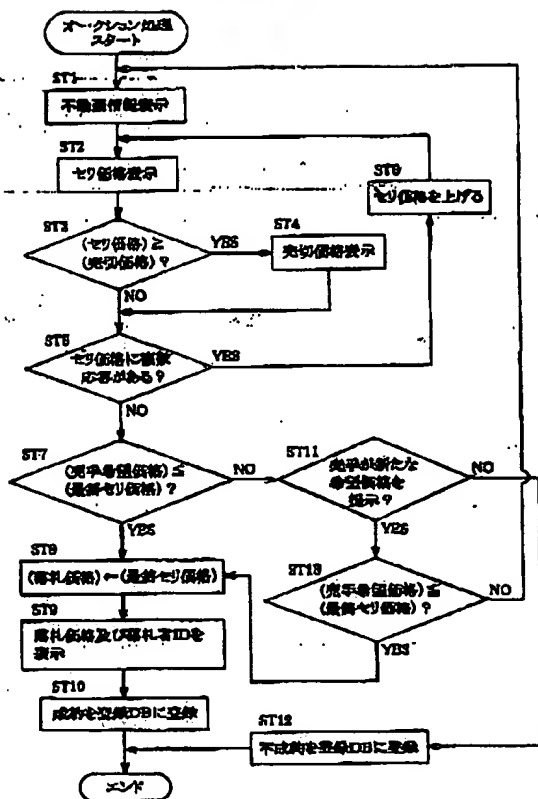 オークション処理
スタート
ST1
不動産情報表示
ST2
セリ価格表示
ST6
セリ価格を上げる
ST3
(セリ価格)≧
(売切価格)?
YES
ST4
売切価格表示
NO
ST5
セリ価格に複数
応答がある?
YES
NO
ST7
(売手希望価格)≦
(最終セリ価格)?
NO
ST11
売手が新たな
希望価格を
提示?
NO
YES
YES
ST8
(落札価格)←(最終セリ価格)
ST13
(売手希望価格)≦
(最終セリ価格)?
NO
ST9
落札価格及び落札者IDを
表示
YES
ST10
成約を登録DBに登録
ST12
不成約を登録DBに登録
エンド